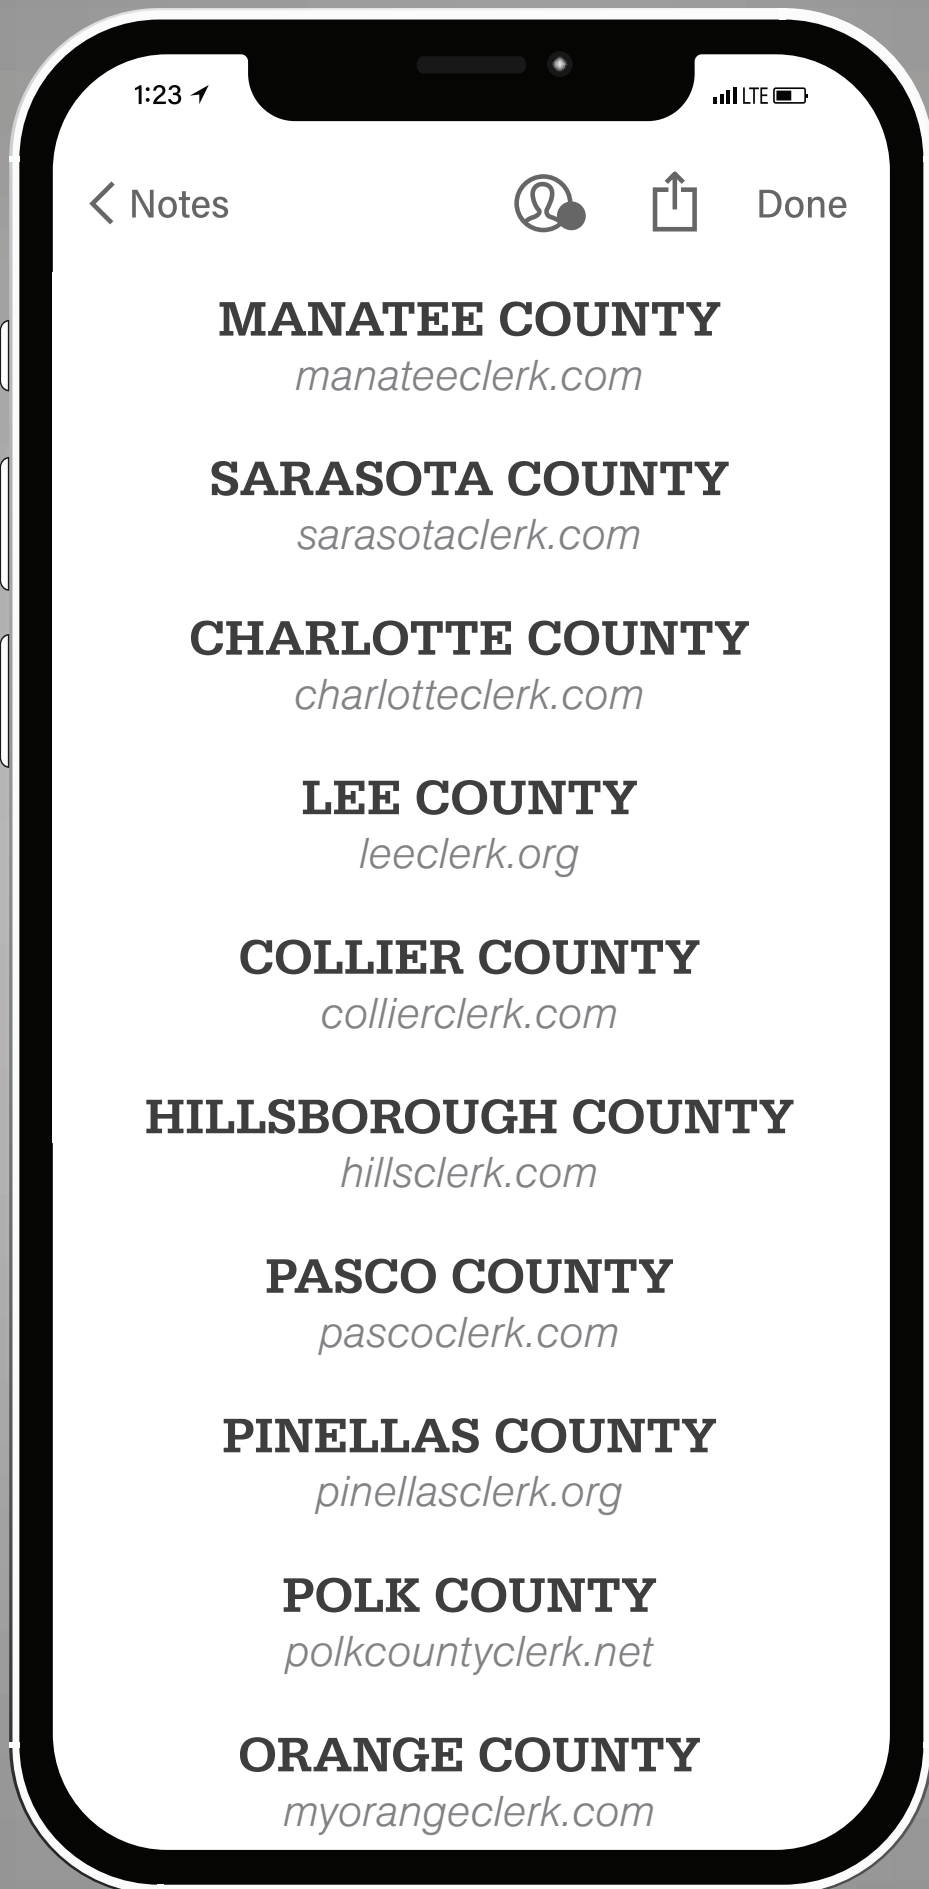 1:23 LTE
Notes Done
MANATEE COUNTY
manateeclerk.com
SARASOTA COUNTY
sarasotaclerk.com
CHARLOTTE COUNTY
charlotteclerk.com
LEE COUNTY
leeclerk.org
COLLIER COUNTY
collierclerk.com
HILLSBOROUGH COUNTY
hillsclerk.com
PASCO COUNTY
pascoclerk.com
PINELLAS COUNTY
pinellasclerk.org
POLK COUNTY
polkcountyclerk.net
ORANGE COUNTY
myorangeclerk.com